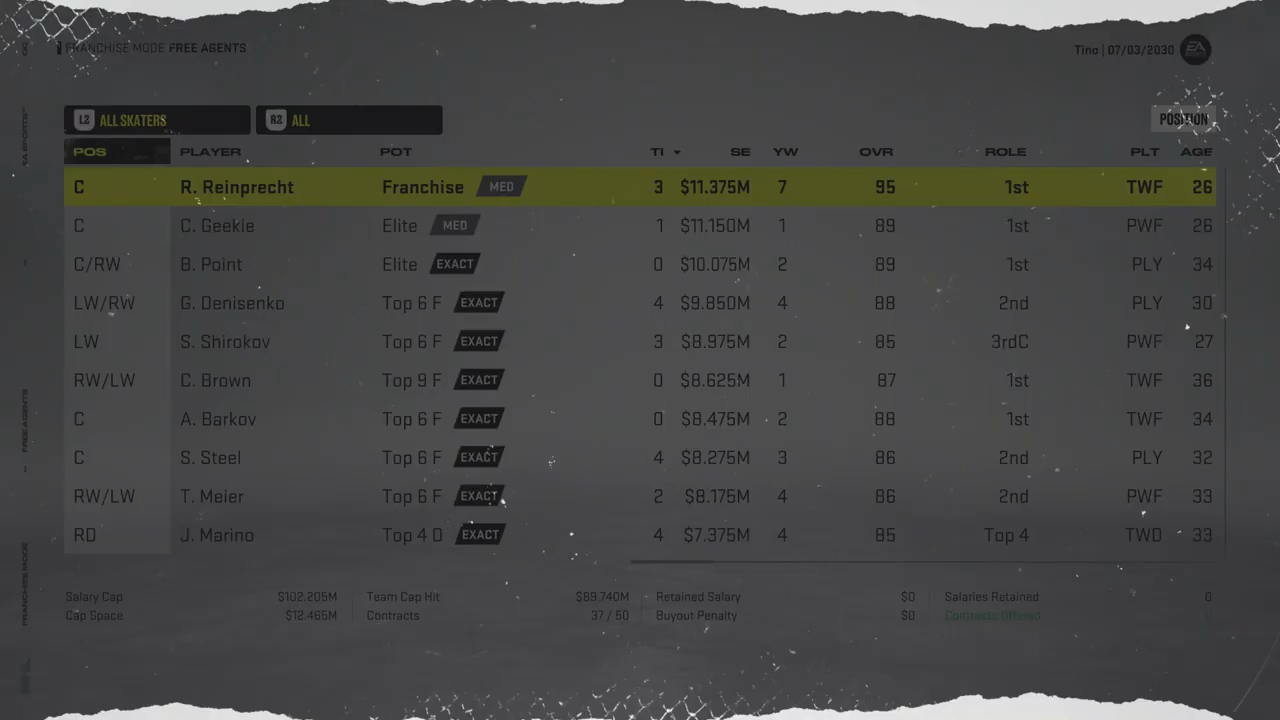 FRANCHISE MODE FREE AGENTS
Tino | 07/03/2030 EA
L2 ALL SKATERS R2 ALL POSITION
POS PLAYER POT TI SE YW OVR ROLE PLT AGE
C R. Reinprecht Franchise MED 3 $11.375M 7 95 1st TWF 26
C C. Geekie Elite MED 1 $11.150M 1 89 1st PWF 26
C/RW B. Point Elite EXACT 0 $10.075M 2 89 1st PLY 34
LW/RW G. Denisenko Top 6 F EXACT 4 $9.850M 4 88 2nd PLY 30
LW S. Shirokov Top 6 F EXACT 3 $8.975M 2 85 3rdC PWF 27
RW/LW C. Brown Top 9 F EXACT 0 $8.625M 1 87 1st TWF 36
C A. Barkov Top 6 F EXACT 0 $8.475M 2 88 1st TWF 34
C S. Steel Top 6 F EXACT 4 $8.275M 3 86 2nd PLY 32
RW/LW T. Meier Top 6 F EXACT 2 $8.175M 4 86 2nd PWF 33
RD J. Marino Top 4 D EXACT 4 $7.375M 4 85 Top 4 TWD 33
Salary Cap $102.205M Team Cap Hit $89.740M Retained Salary $0 Salaries Retained 0
Cap Space $12.465M Contracts 37 / 50 Buyout Penalty $0 Contracts Offered
EA SPORTS
FREE AGENTS
FRANCHISE MODE